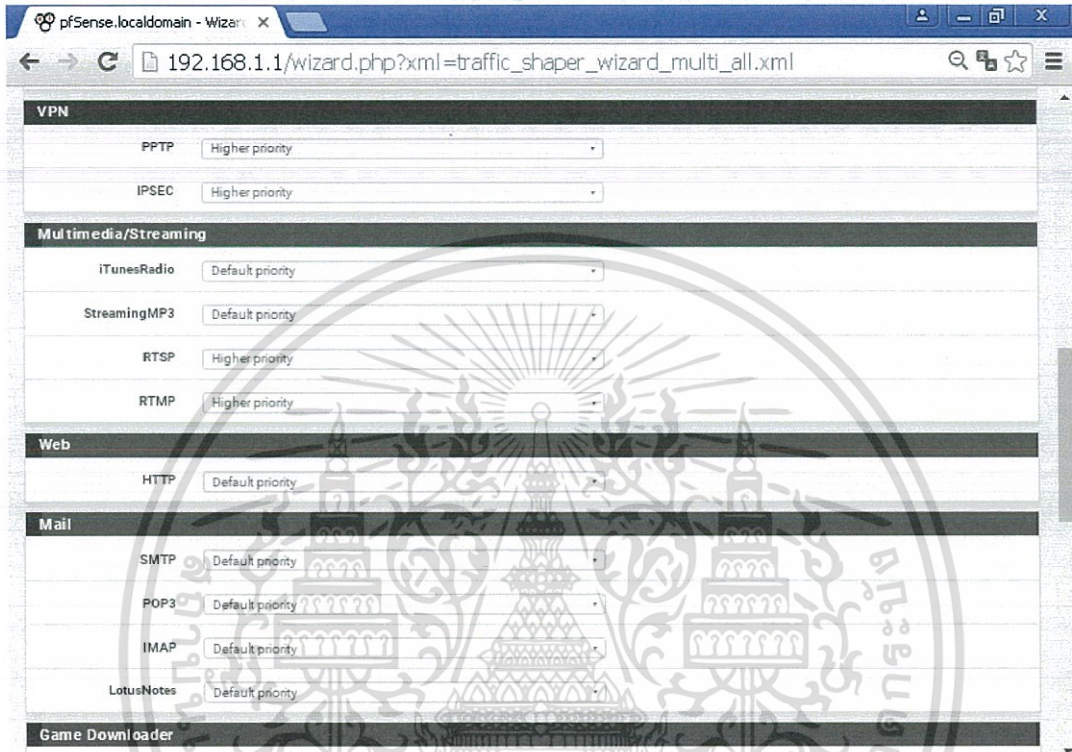 pfSense.localdomain - Wizar
192.168.1.1/wizard.php?xml=traffic_shaper_wizard_multi_all.xml
VPN
PPTP Higher priority
IPSEC Higher priority
Multimedia/Streaming
iTunesRadio Default priority
StreamingMP3 Default priority
RTSP Higher priority
RTMP Higher priority
Web
HTTP Default priority
Mail
SMTP Default priority
POP3 Default priority
IMAP Default priority
LotusNotes Default priority
Game Downloader